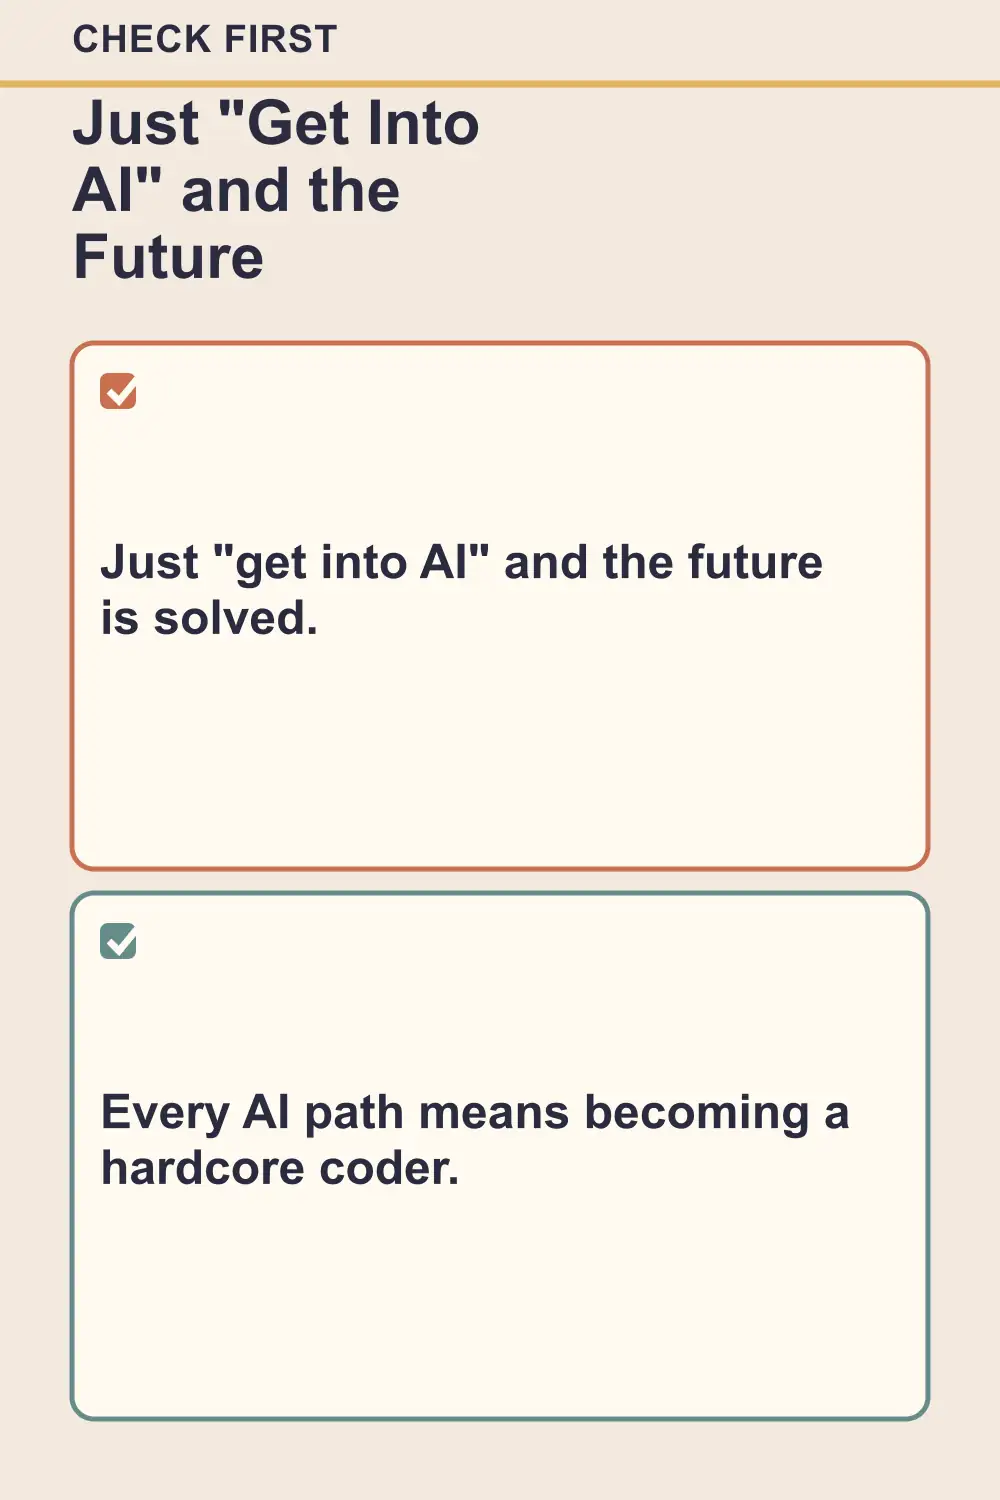 CHECK FIRST
Just "Get Into
AI" and the
Future
Just "get into AI" and the future
is solved.
Every AI path means becoming a
hardcore coder.